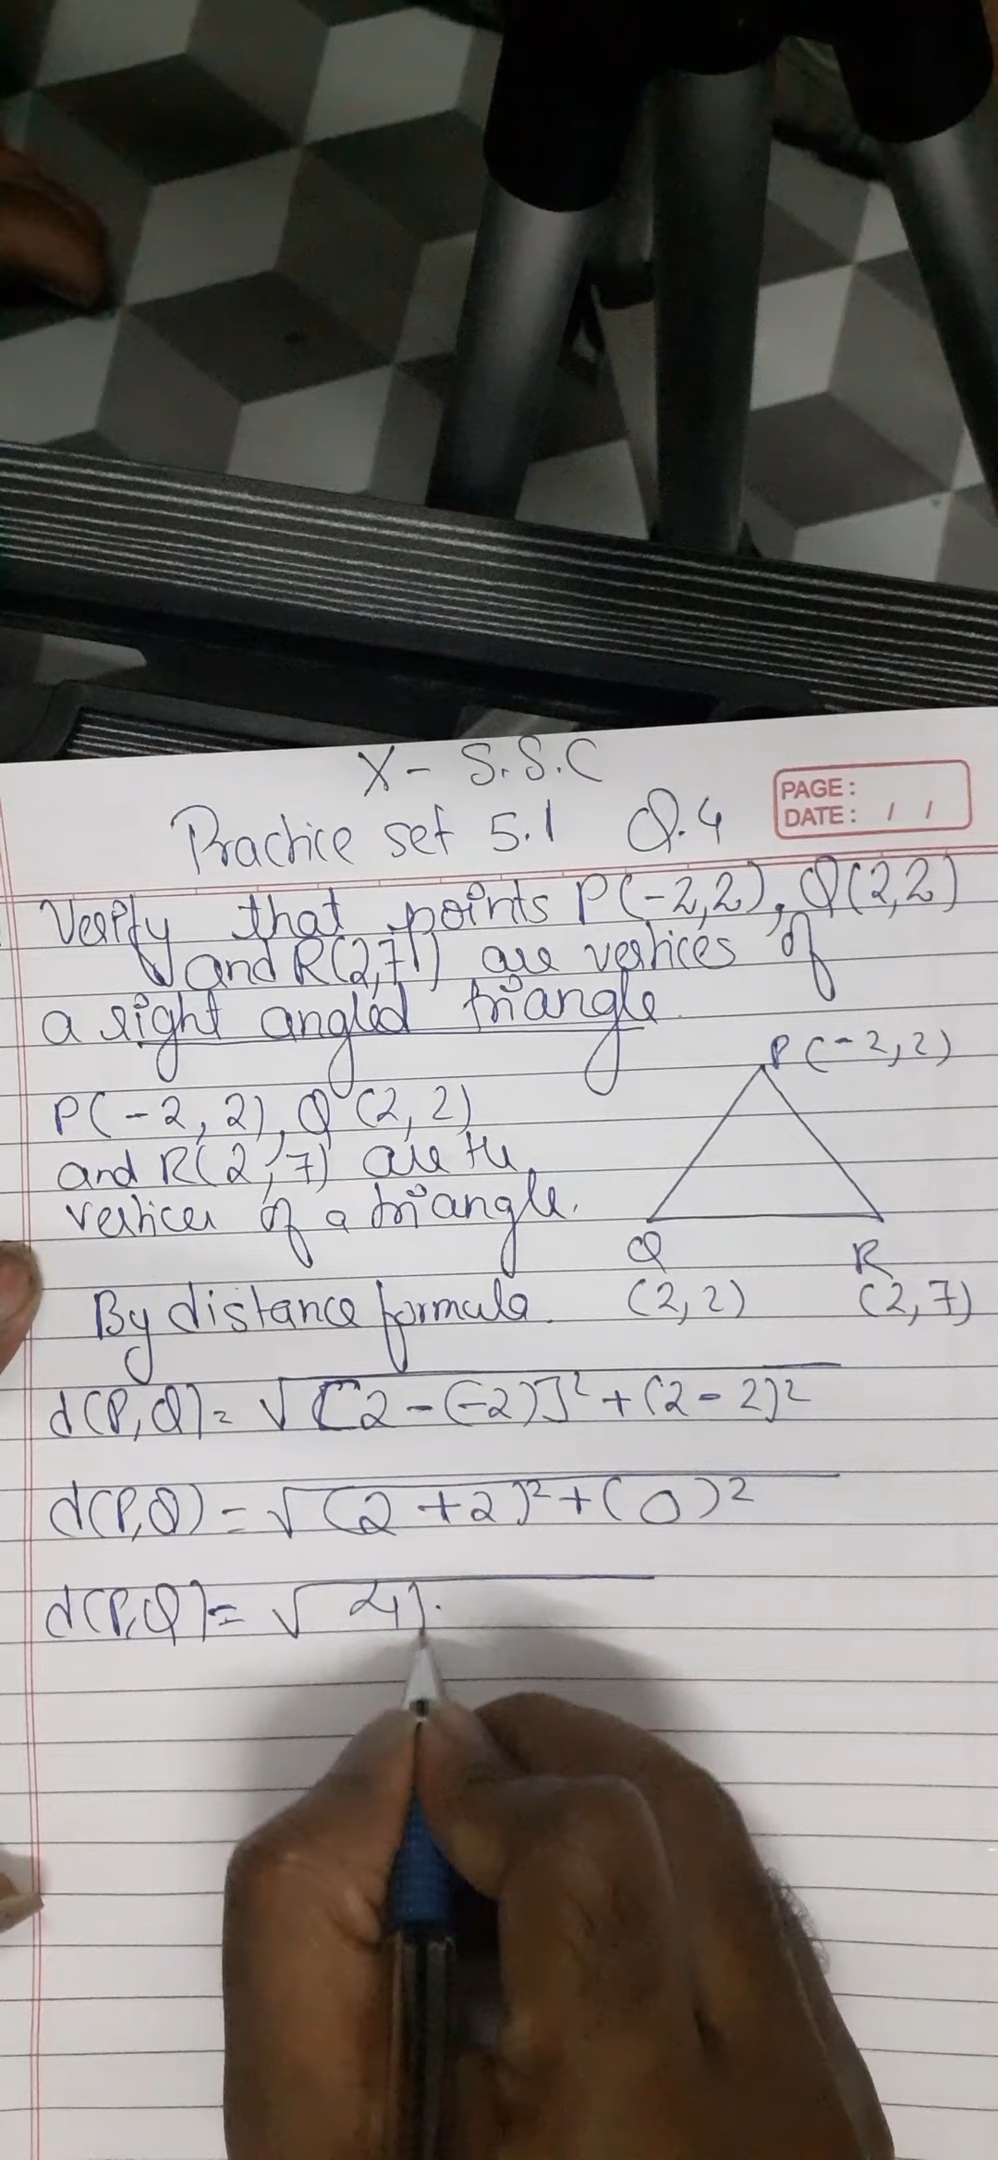 X - S.S.C
PAGE:
DATE: / /
Practice set 5.1 Q.4
Verify that points P(-2,2), Q(2,2)
and R(2,7) are vertices of
a right angled triangle.
P(-2,2)
P(-2, 2), Q (2, 2)
and R(2, 7) are the
vertices of a triangle.
Q R
By distance formula. (2,2) (2,7)
d(P,Q) = √[2-(-2)]² + (2-2)²
d(P,Q) = √(2+2)² + (0)²
d(P,Q) = √